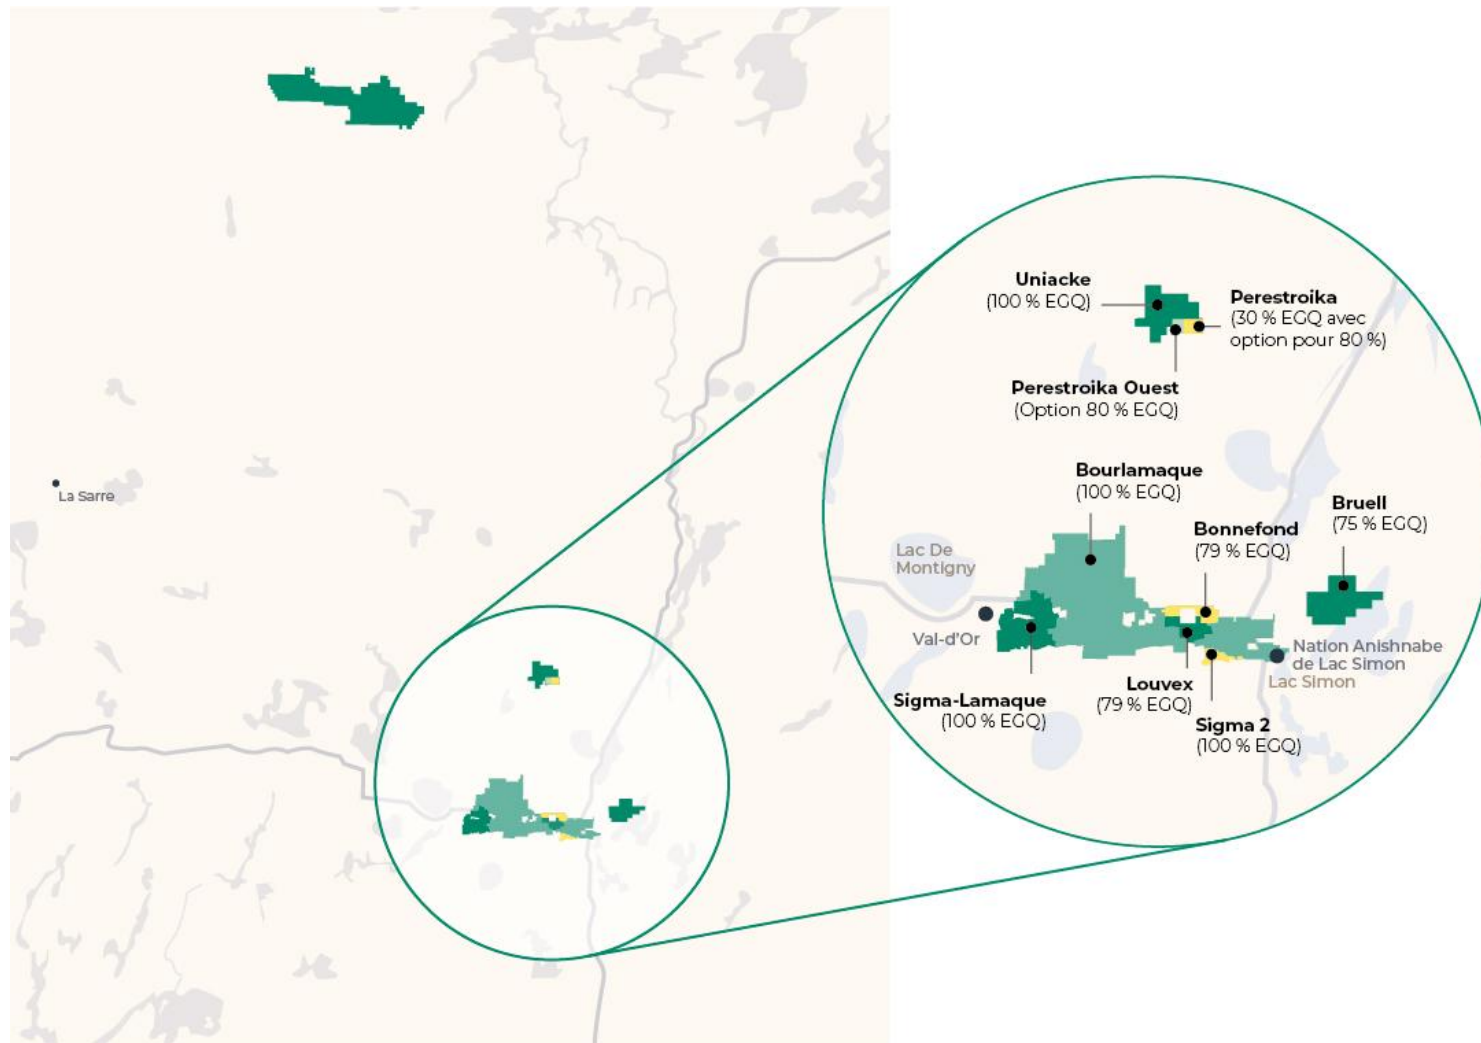 La Sarre
Uniacke
(100 % EGQ)
Perestroika
(30 % EGQ avec
option pour 80 %)
Perestroika Ouest
(Option 80 % EGQ)
Bourlamaque
(100 % EGQ)
Bonnefond
(79 % EGQ)
Bruell
(75 % EGQ)
Lac De
Montigny
Val-d'Or
Nation Anishnabe
de Lac Simon
Lac Simon
Sigma-Lamaque
(100 % EGQ)
Louvex
(79 % EGQ)
Sigma 2
(100 % EGQ)